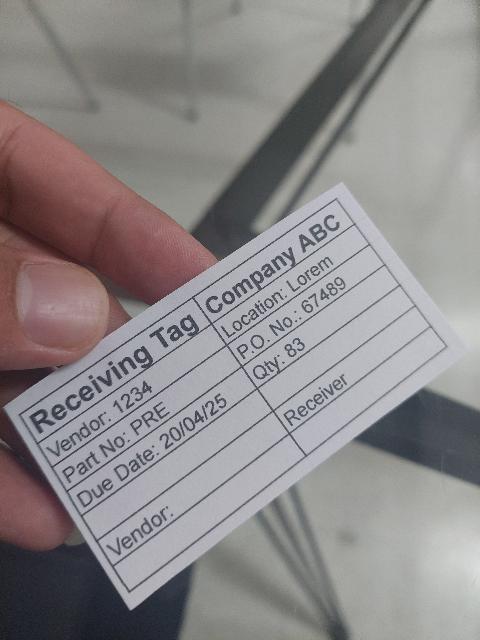 Receiving Tag Company ABC
Vendor: 1234 Location: Lorem
Part No: PRE P.O. No.: 67489
Due Date: 20/04/25 Qty: 83
Vendor: Receiver